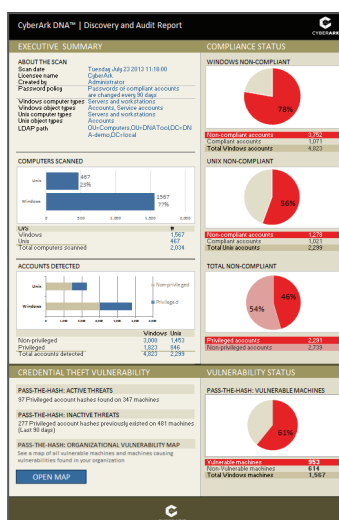 CyberArk DNA™ | Discovery and Audit Report
CYBERARK
EXECUTIVE SUMMARY
ABOUT THE SCAN
Scan date Tuesday July 23 2013 11:18:00
Licensee name CyberArk
Created by Administrator
Password policy Passwords of compliant accounts
are changed every 90 days
Windows computer types Servers and workstations
Windows object types Accounts, Service accounts
Unix computer types Servers and workstations
Unix object types Accounts
LDAP path OU=Computers,OU=DNATool,DC=DN
A-demo,DC=local
COMPUTERS SCANNED
Unix 467
23%
Windows 1567
77%
0 500 1,000 1,500 2,000
#
Windows 1,567
Unix 467
Total computers scanned 2,034
ACCOUNTS DETECTED
Unix
Windows
Non-privileged
Privileged
Windows Unix
Non-privileged 3,000 1,453
Privileged 1,823 846
Total accounts detected 4,823 2,299
CREDENTIAL THEFT VULNERABILITY
PASS-THE-HASH: ACTIVE THREATS
97 Privileged account hashes found on 347 machines
PASS-THE-HASH: INACTIVE THREATS
277 Privileged account hashes previously existed on 481 machines
(Last 90 days)
PASS-THE-HASH: ORGANIZATIONAL VULNERABILITY MAP
See a map of all vulnerable machines and machines causing
vulnerabilities found in your organization
OPEN MAP
COMPLIANCE STATUS
WINDOWS NON-COMPLIANT
78%
Non-compliant accounts 3,752
Compliant accounts 1,071
Total Windows accounts 4,823
UNIX NON-COMPLIANT
56%
Non-compliant accounts 1,278
Compliant accounts 1,021
Total Unix accounts 2,299
TOTAL NON-COMPLIANT
46%
54%
Privileged accounts 2,291
Non-privileged accounts 2,739
VULNERABILITY STATUS
PASS-THE-HASH: VULNERABLE MACHINES
61%
Vulnerable machines 953
Non-Vulnerable machines 614
Total Windows machines 1,567
CYBERARK